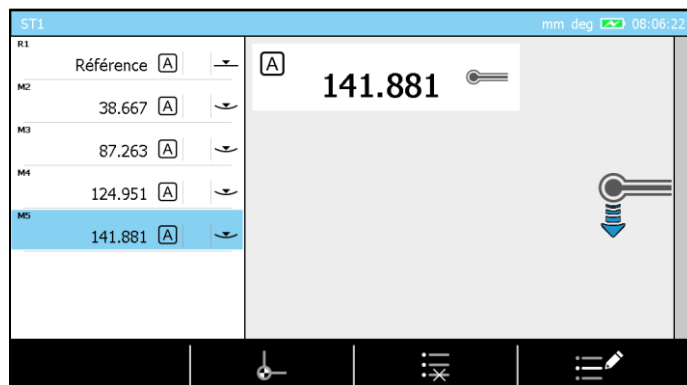 ST1
mm deg 08:06:22
R1
Référence A
M2
38.667 A
M3
87.263 A
M4
124.951 A
M5
141.881 A
A
141.881